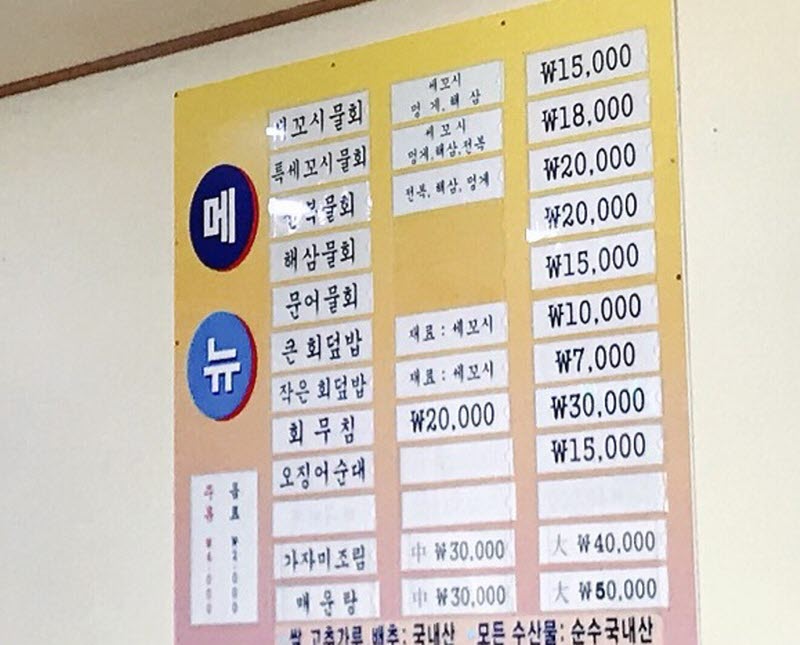 메뉴
세꼬시물회 세꼬시 멍게,해삼 ₩15,000
특세꼬시물회 세꼬시 멍게,해삼,전복 ₩18,000
전복물회 전복,해삼,멍게 ₩20,000
해삼물회 ₩20,000
문어물회 ₩15,000
큰회덮밥 재료 : 세꼬시 ₩10,000
작은회덮밥 재료 : 세꼬시 ₩7,000
회무침 ₩20,000 ₩30,000
오징어순대 ₩15,000
가자미조림 中 ₩30,000 大 ₩40,000
매운탕 中 ₩30,000 大 ₩50,000
음료
주류
쌀 고추가루 배추: 국내산 모든 수산물: 순수국내산